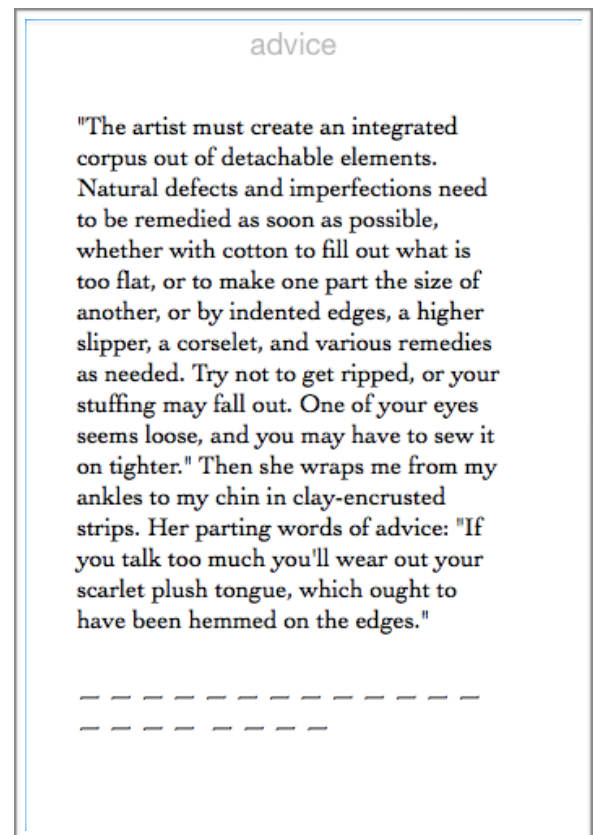 advice
"The artist must create an integrated
corpus out of detachable elements.
Natural defects and imperfections need
to be remedied as soon as possible,
whether with cotton to fill out what is
too flat, or to make one part the size of
another, or by indented edges, a higher
slipper, a corselet, and various remedies
as needed. Try not to get ripped, or your
stuffing may fall out. One of your eyes
seems loose, and you may have to sew it
on tighter." Then she wraps me from my
ankles to my chin in clay-encrusted
strips. Her parting words of advice: "If
you talk too much you'll wear out your
scarlet plush tongue, which ought to
have been hemmed on the edges."
— — — — — — — — — — — — —
— — — — — — — —